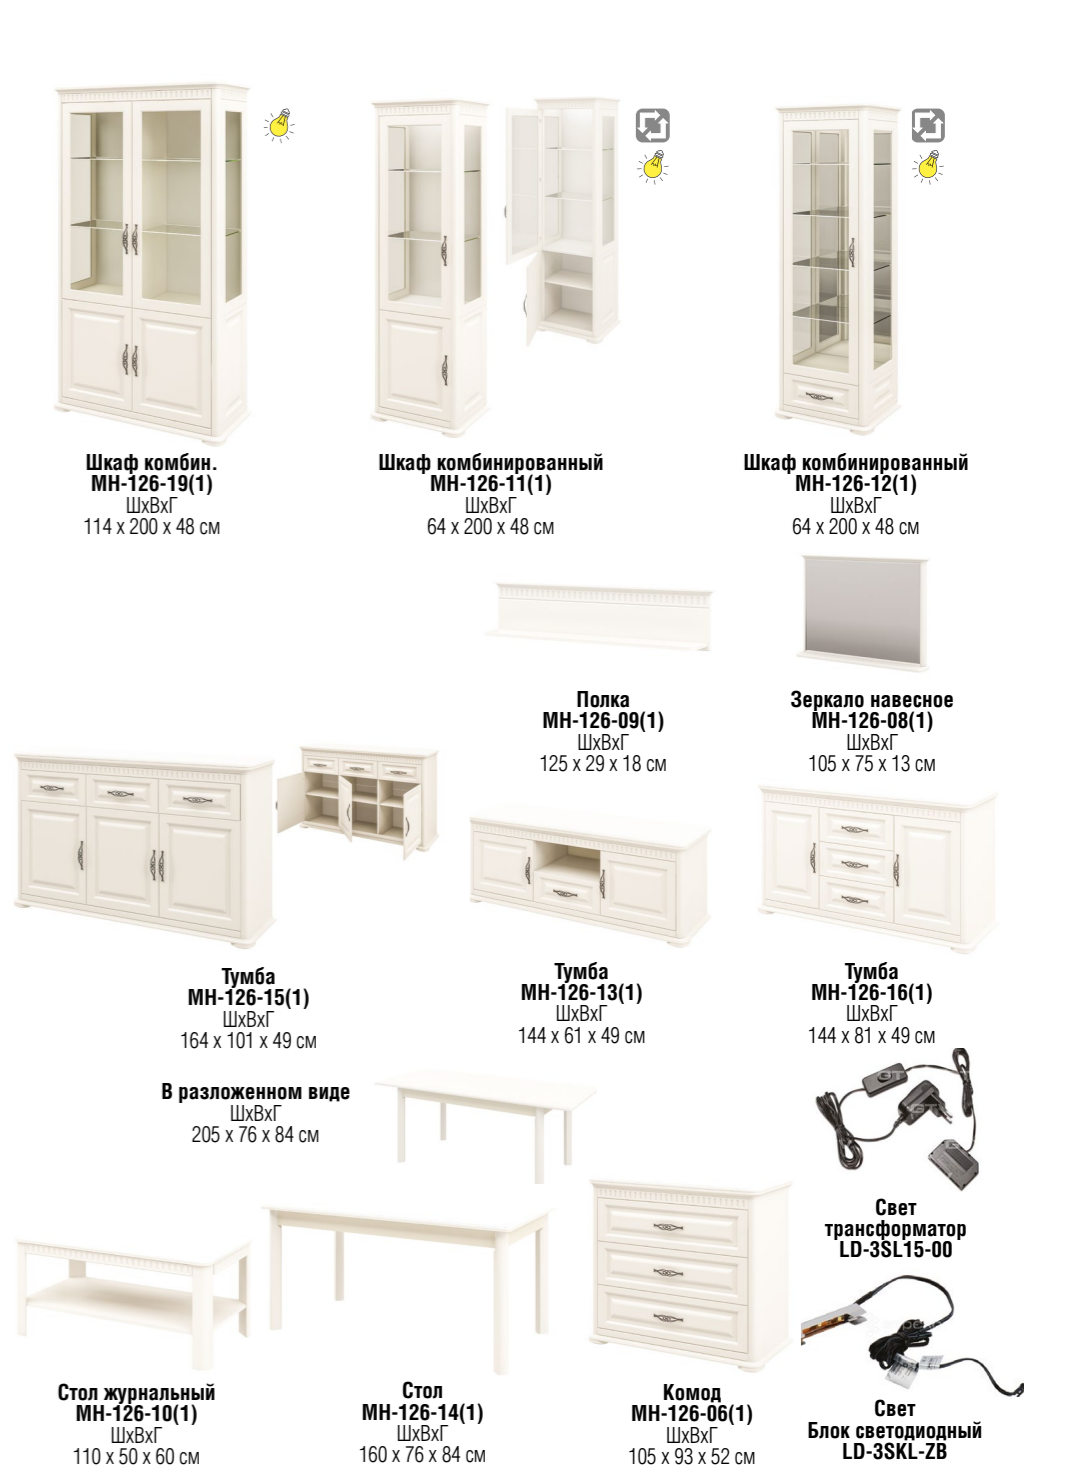 Шкаф комбин.
МН-126-19(1)
ШхВхГ
114 х 200 х 48 см
Шкаф комбинированный
МН-126-11(1)
ШхВхГ
64 х 200 х 48 см
Шкаф комбинированный
МН-126-12(1)
ШхВхГ
64 х 200 х 48 см
Полка
МН-126-09(1)
ШхВхГ
125 х 29 х 18 см
Зеркало навесное
МН-126-08(1)
ШхВхГ
105 х 75 х 13 см
Тумба
МН-126-15(1)
ШхВхГ
164 х 101 х 49 см
Тумба
МН-126-13(1)
ШхВхГ
144 х 61 х 49 см
Тумба
МН-126-16(1)
ШхВхГ
144 х 81 х 49 см
В разложенном виде
ШхВхГ
205 х 76 х 84 см
Свет
трансформатор
LD-3SL15-00
Стол журнальный
МН-126-10(1)
ШхВхГ
110 х 50 х 60 см
Стол
МН-126-14(1)
ШхВхГ
160 х 76 х 84 см
Комод
МН-126-06(1)
ШхВхГ
105 х 93 х 52 см
Свет
Блок светодиодный
LD-3SKL-ZB